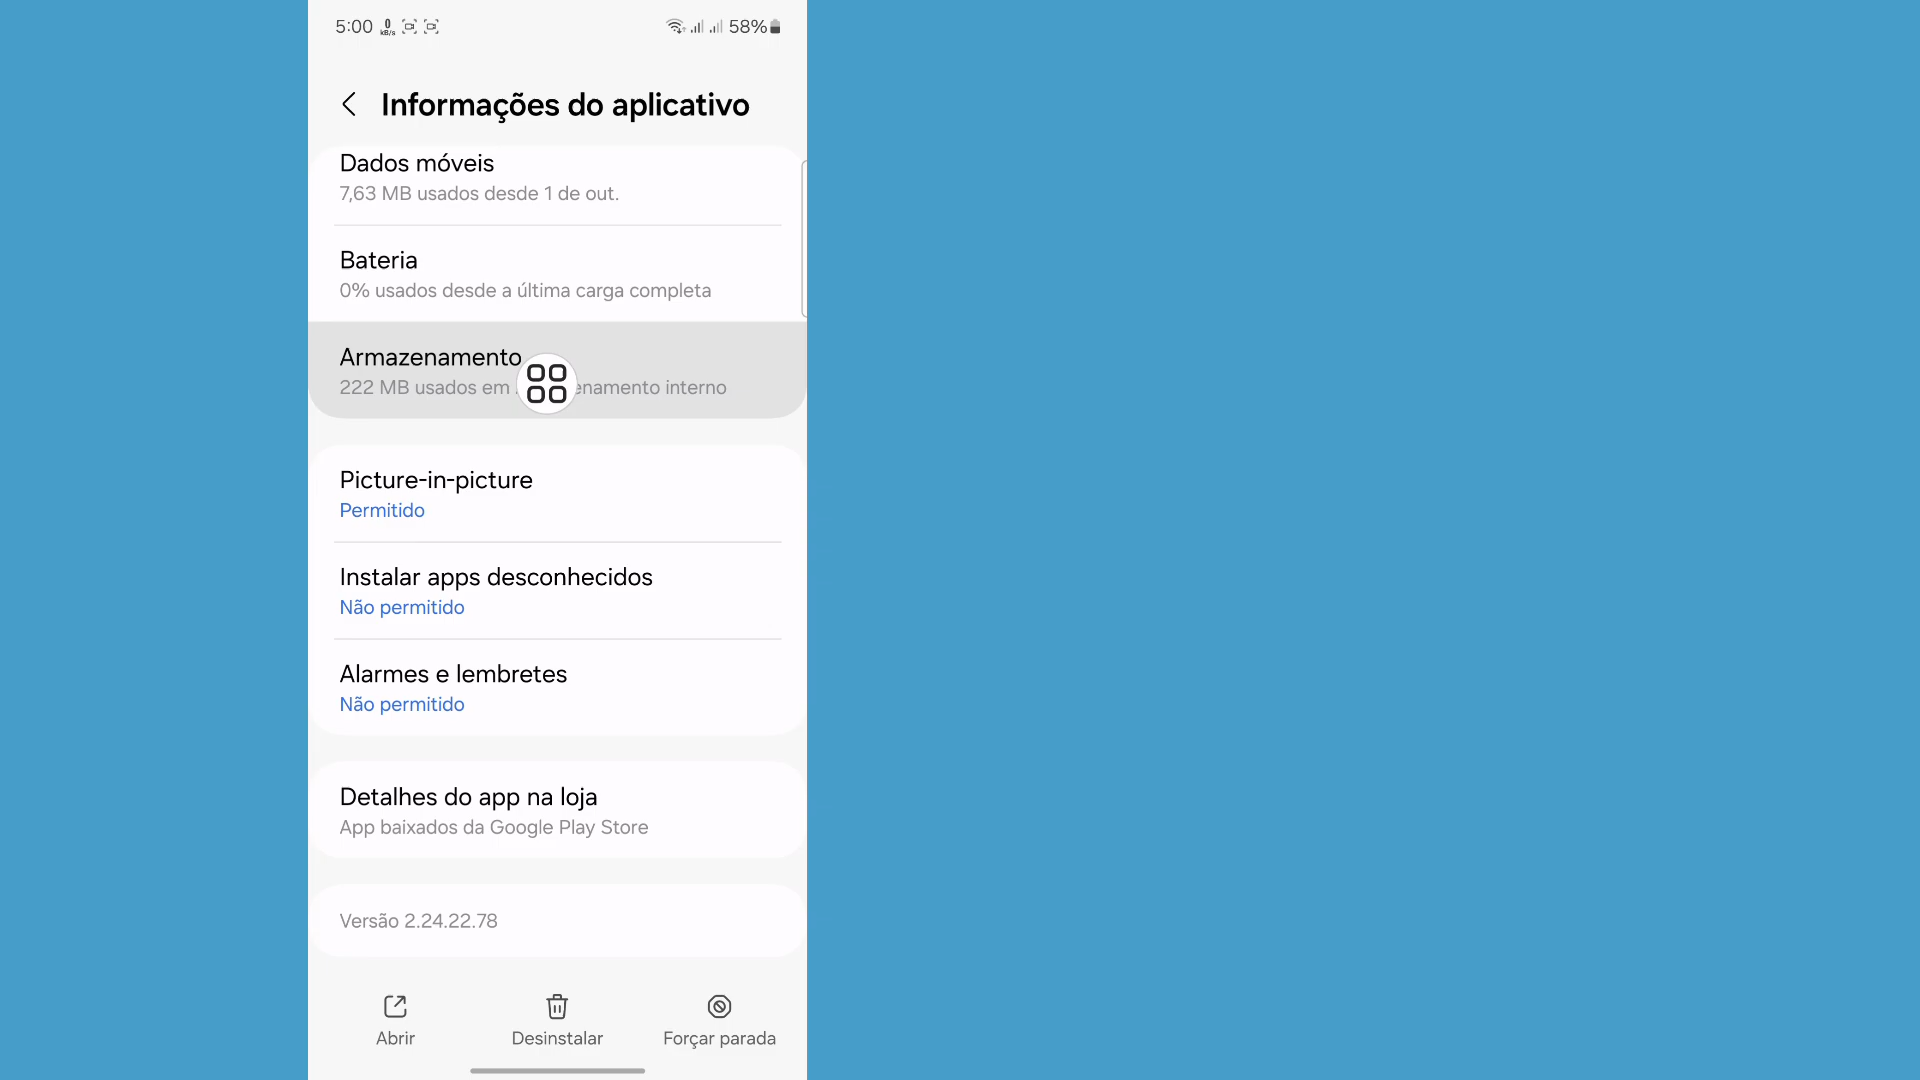 5:00 0 kB/s 58%
Informações do aplicativo
Dados móveis
7,63 MB usados desde 1 de out.
Bateria
0% usados desde a última carga completa
Armazenamento
222 MB usados em enamento interno
Picture-in-picture
Permitido
Instalar apps desconhecidos
Não permitido
Alarmes e lembretes
Não permitido
Detalhes do app na loja
App baixados da Google Play Store
Versão 2.24.22.78
Abrir Desinstalar Forçar parada